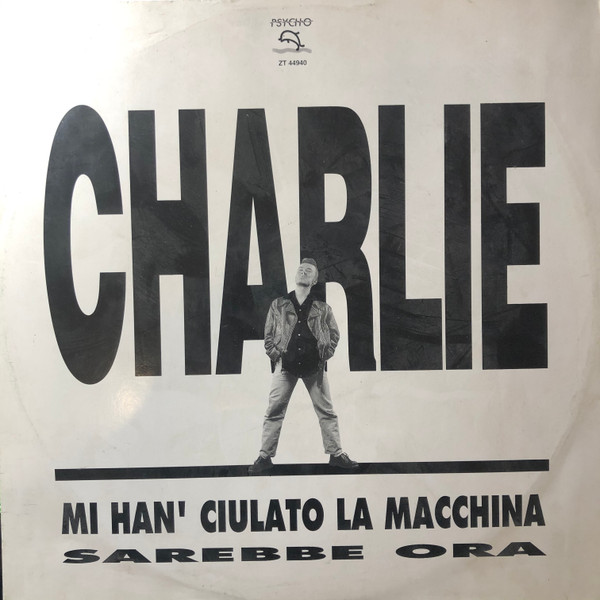 PSYCHO
ZT 44940
CHARLIE
MI HAN' CIULATO LA MACCHINA
SAREBBE ORA